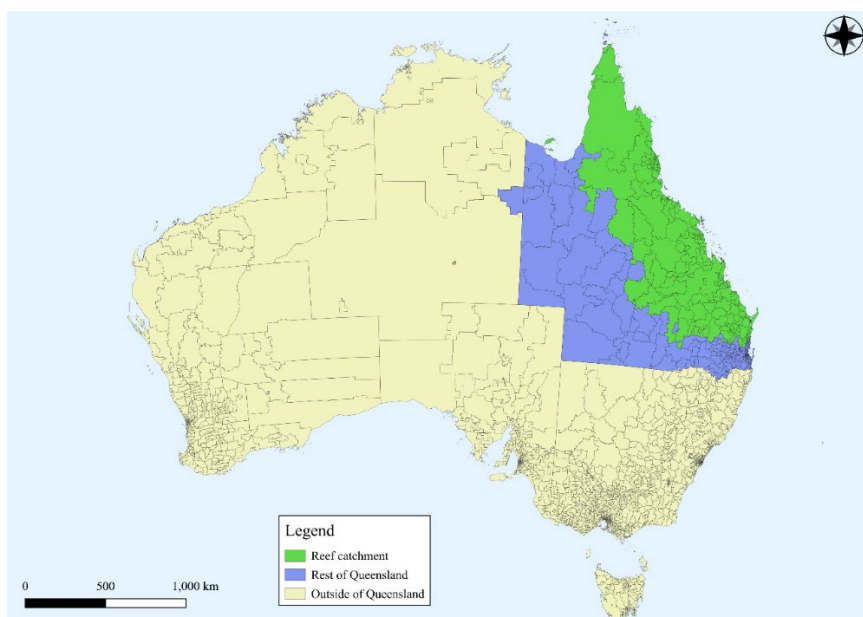 Legend
Reef catchment
Rest of Queensland
Outside of Queensland
0 500 1,000 km